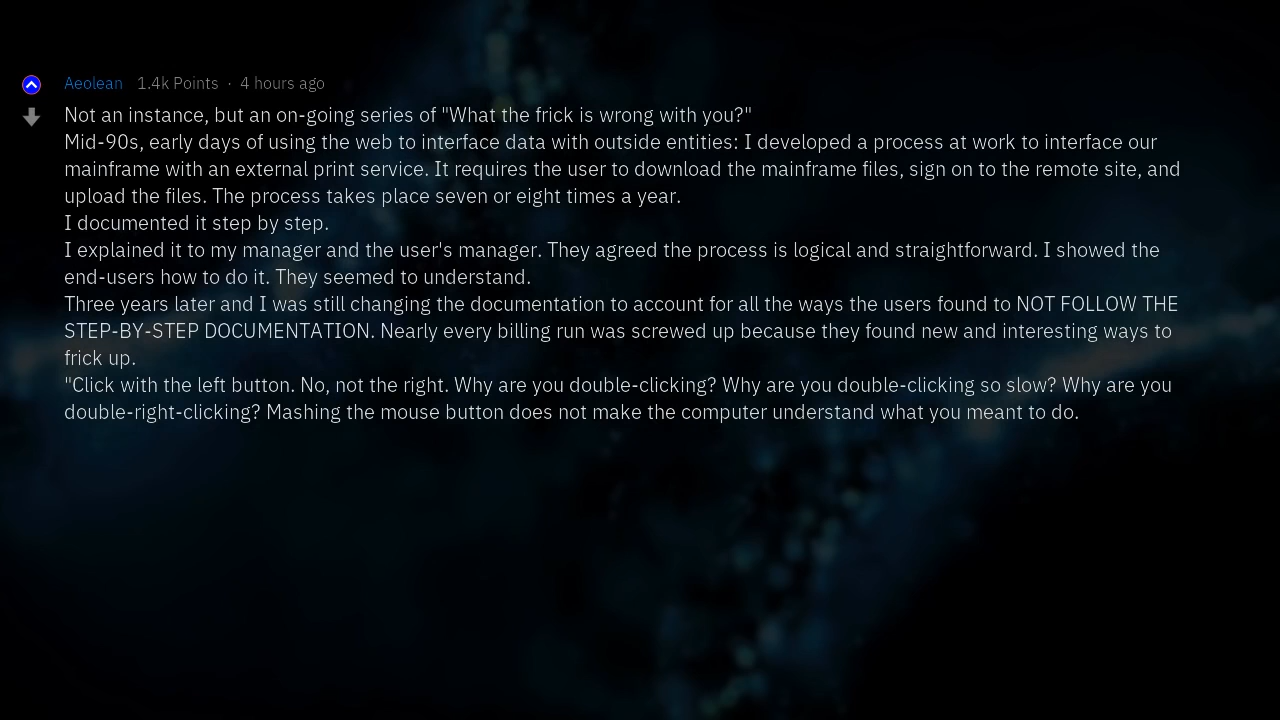 Aeolean 1.4k Points · 4 hours ago
Not an instance, but an on-going series of "What the frick is wrong with you?"
Mid-90s, early days of using the web to interface data with outside entities: I developed a process at work to interface our
mainframe with an external print service. It requires the user to download the mainframe files, sign on to the remote site, and
upload the files. The process takes place seven or eight times a year.
I documented it step by step.
I explained it to my manager and the user's manager. They agreed the process is logical and straightforward. I showed the
end-users how to do it. They seemed to understand.
Three years later and I was still changing the documentation to account for all the ways the users found to NOT FOLLOW THE
STEP-BY-STEP DOCUMENTATION. Nearly every billing run was screwed up because they found new and interesting ways to
frick up.
"Click with the left button. No, not the right. Why are you double-clicking? Why are you double-clicking so slow? Why are you
double-right-clicking? Mashing the mouse button does not make the computer understand what you meant to do.